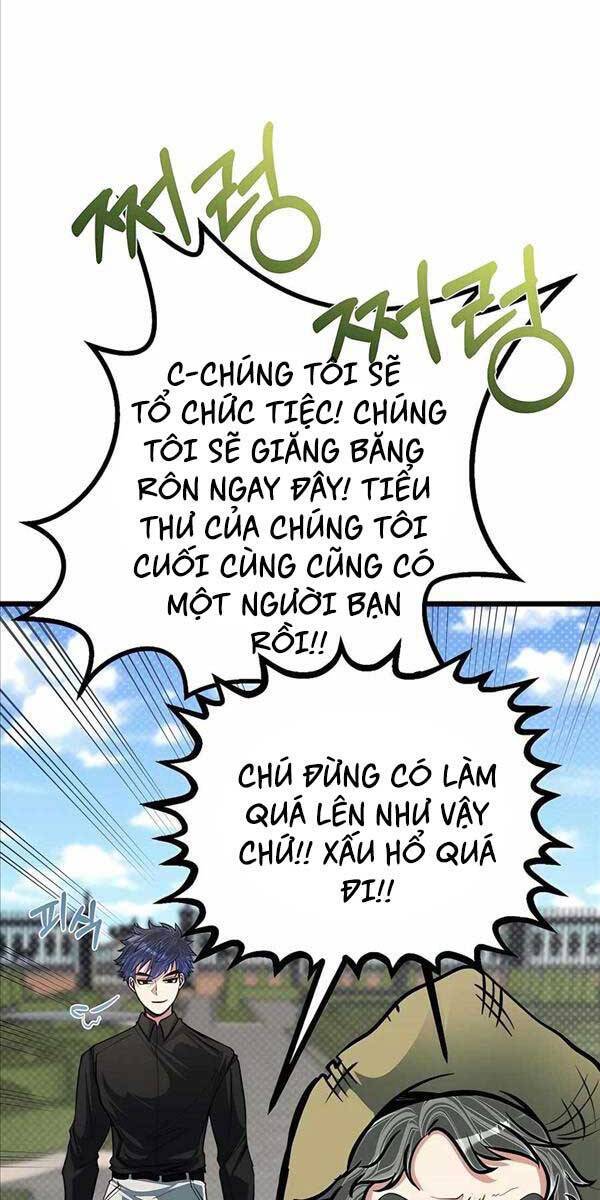 쩌렁
쩌렁
C-CHÚNG TÔI SẼ
TỔ CHỨC TIỆC! CHÚNG
TÔI SẼ GIĂNG BĂNG
RÔN NGAY ĐÂY! TIỂU
THƯ CỦA CHÚNG TÔI
CUỐI CÙNG CŨNG CÓ
MỘT NGƯỜI BẠN
RỒI!!
CHÚ ĐỪNG CÓ LÀM
QUÁ LÊN NHƯ VẬY
CHỨ!! XẤU HỔ QUÁ
ĐI!!
피식